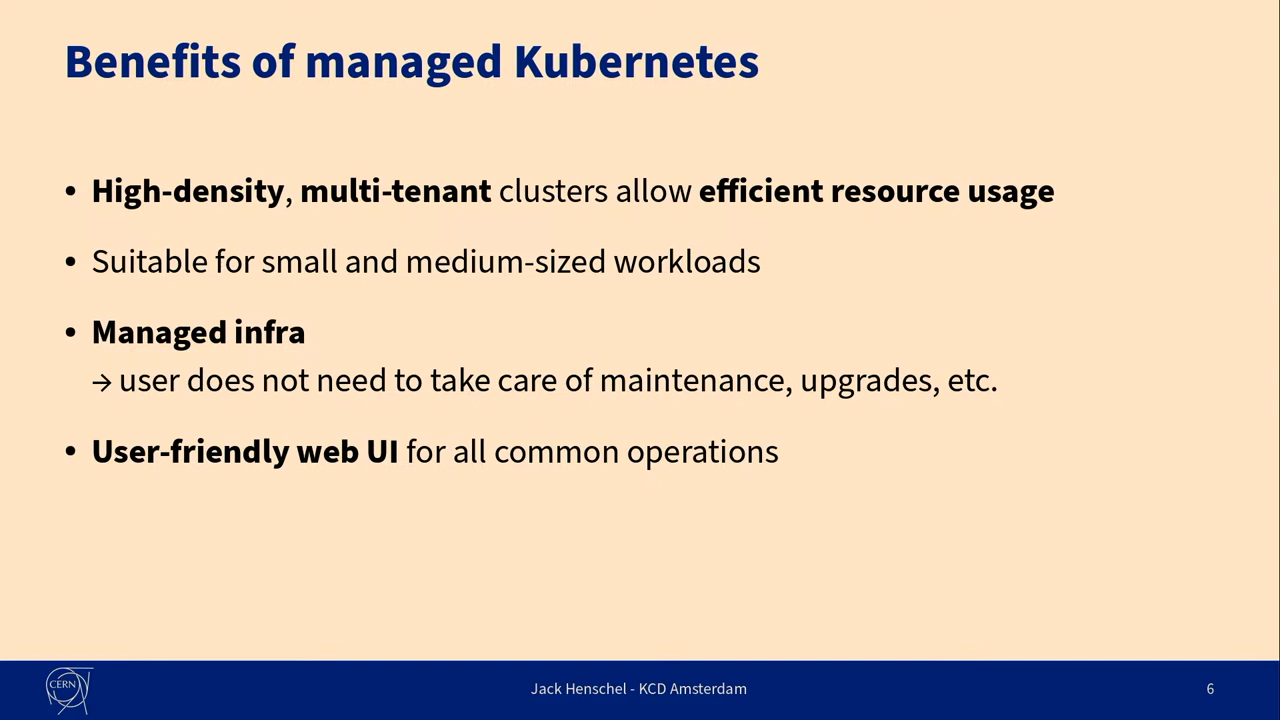 Benefits of managed Kubernetes
• High-density, multi-tenant clusters allow efficient resource usage
• Suitable for small and medium-sized workloads
• Managed infra
→ user does not need to take care of maintenance, upgrades, etc.
• User-friendly web UI for all common operations
CERN
Jack Henschel - KCD Amsterdam
6